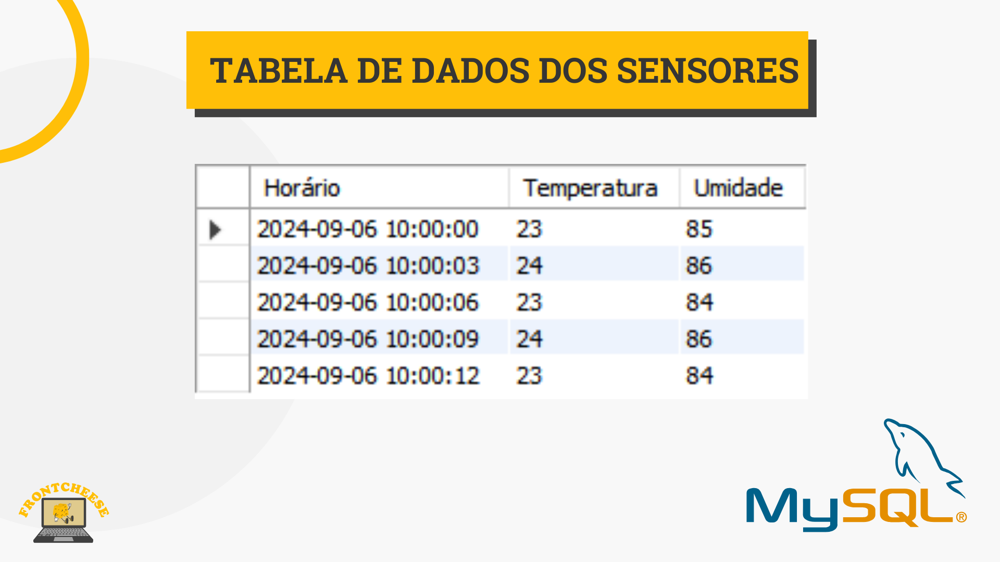 TABELA DE DADOS DOS SENSORES
Horário Temperatura Umidade
2024-09-06 10:00:00 23 85
2024-09-06 10:00:03 24 86
2024-09-06 10:00:06 23 84
2024-09-06 10:00:09 24 86
2024-09-06 10:00:12 23 84
FRONTCHEESE
MySQL®